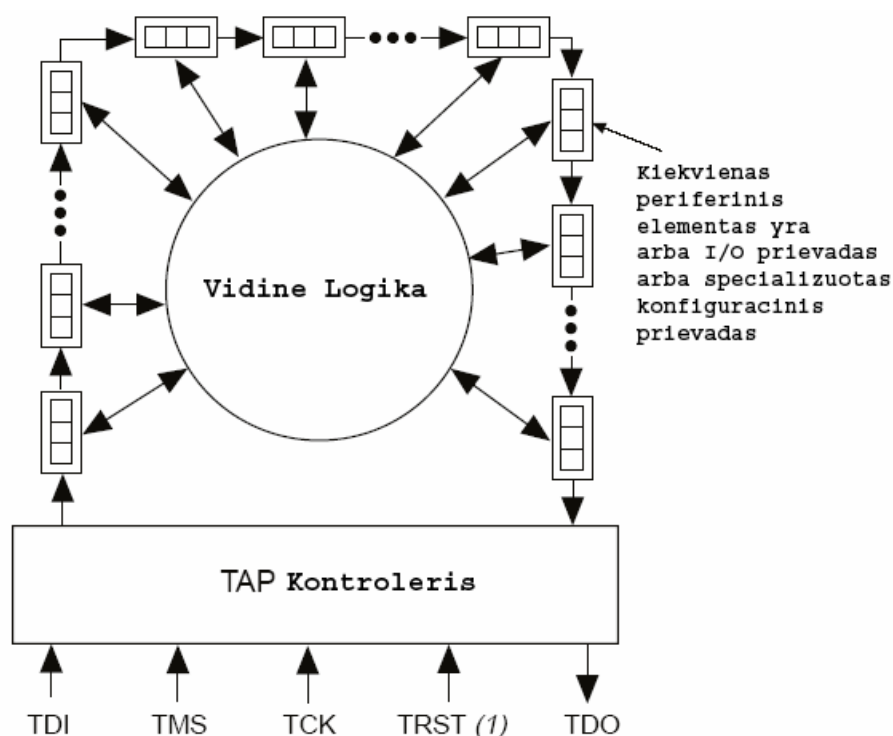 Kiekvienas
periferinis
elementas yra
arba I/O prievadas
arba specializuotas
konfiguracinis
prievadas
Vidine Logika
TAP Kontroleris
TDI TMS TCK TRST (1) TDO